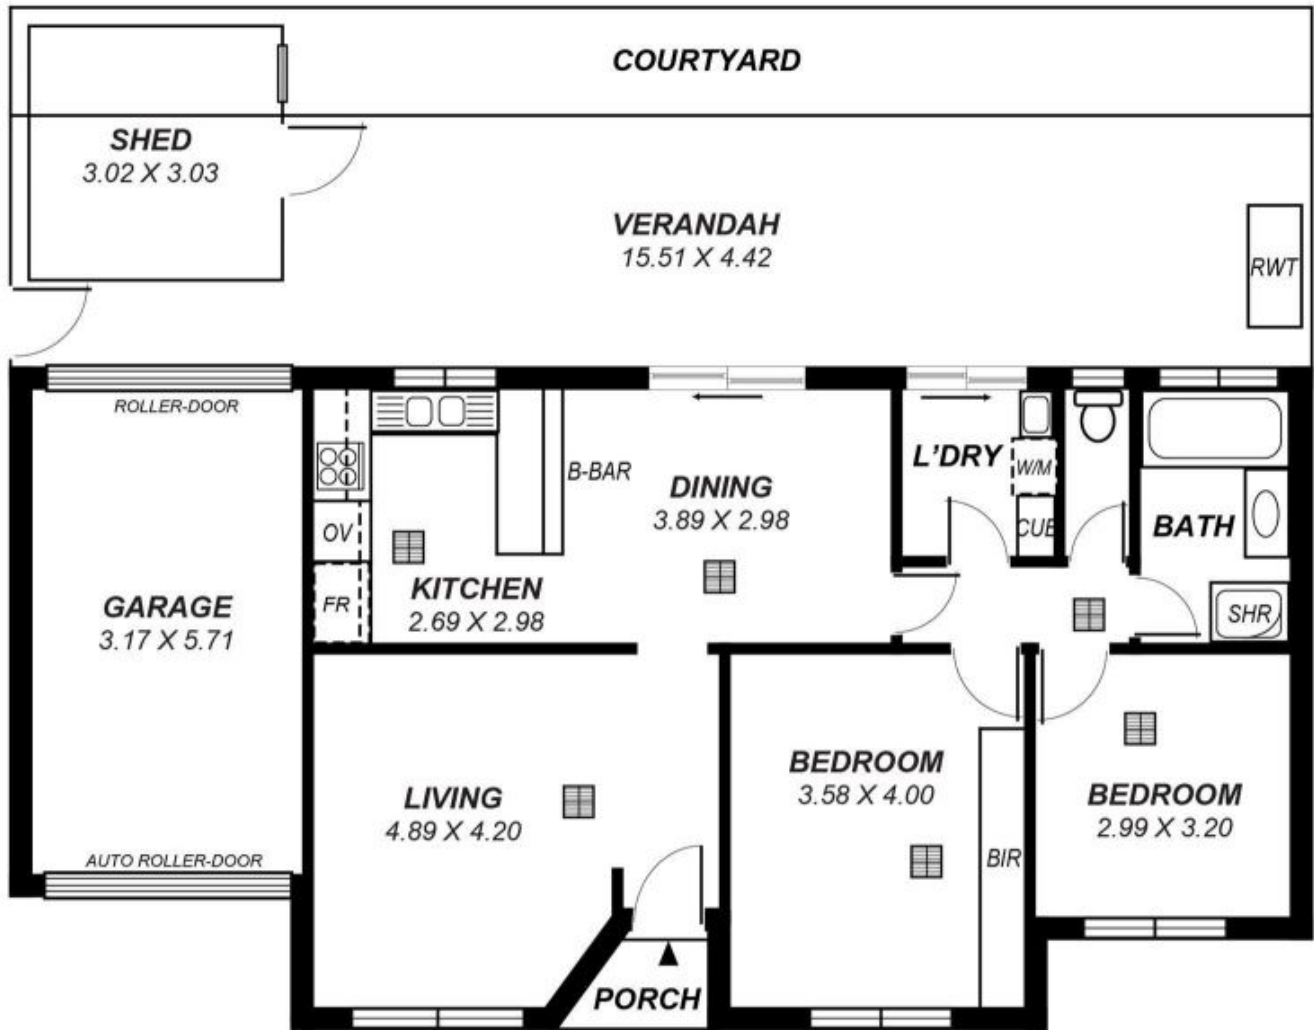 COURTYARD
SHED
3.02 X 3.03
VERANDAH
15.51 X 4.42
RWT
ROLLER-DOOR
B-BAR
DINING
3.89 X 2.98
L'DRY
W/M
CUB
BATH
OV
FR
KITCHEN
2.69 X 2.98
GARAGE
3.17 X 5.71
SHR
LIVING
4.89 X 4.20
BEDROOM
3.58 X 4.00
BEDROOM
2.99 X 3.20
BIR
AUTO ROLLER-DOOR
PORCH